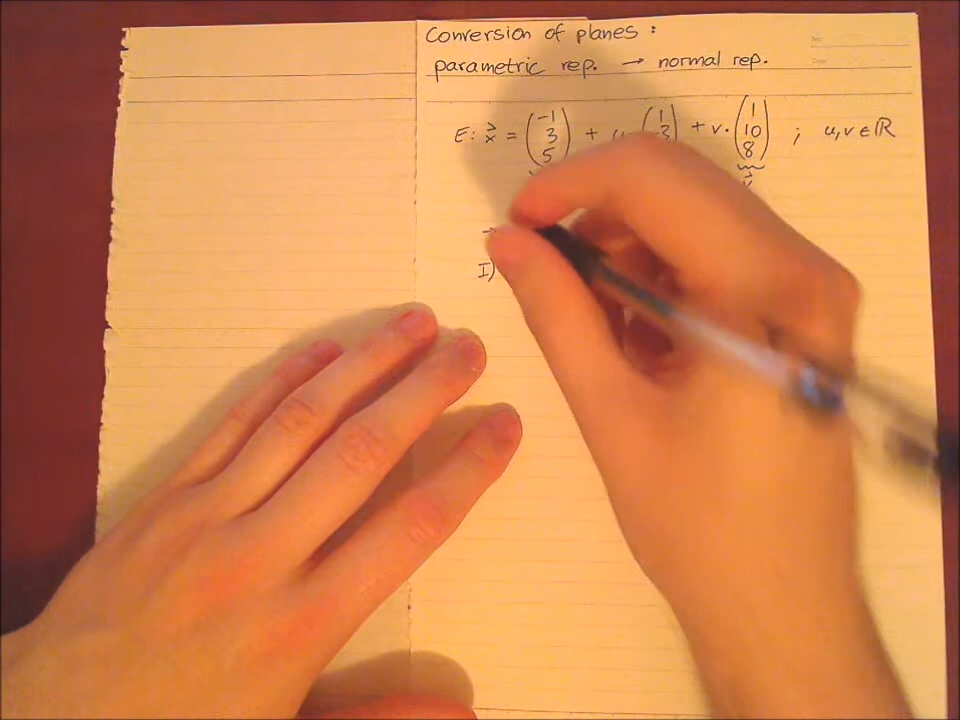 Conversion of planes :
parametric rep. → normal rep.
E: x⃗ = (-1 3 5) + u (1 3 + v · (1 10 8) ; u, v ∈ ℝ
v⃗
I)